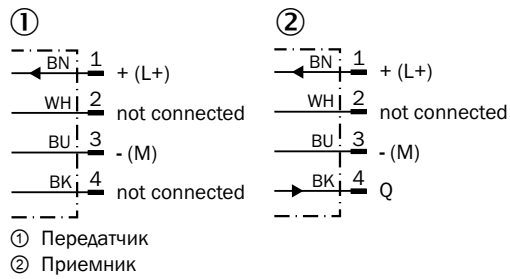 ① ②
BN 1 + (L+) BN 1 + (L+)
WH 2 not connected WH 2 not connected
BU 3 - (M) BU 3 - (M)
BK 4 not connected BK 4 Q
① Передатчик
② Приемник